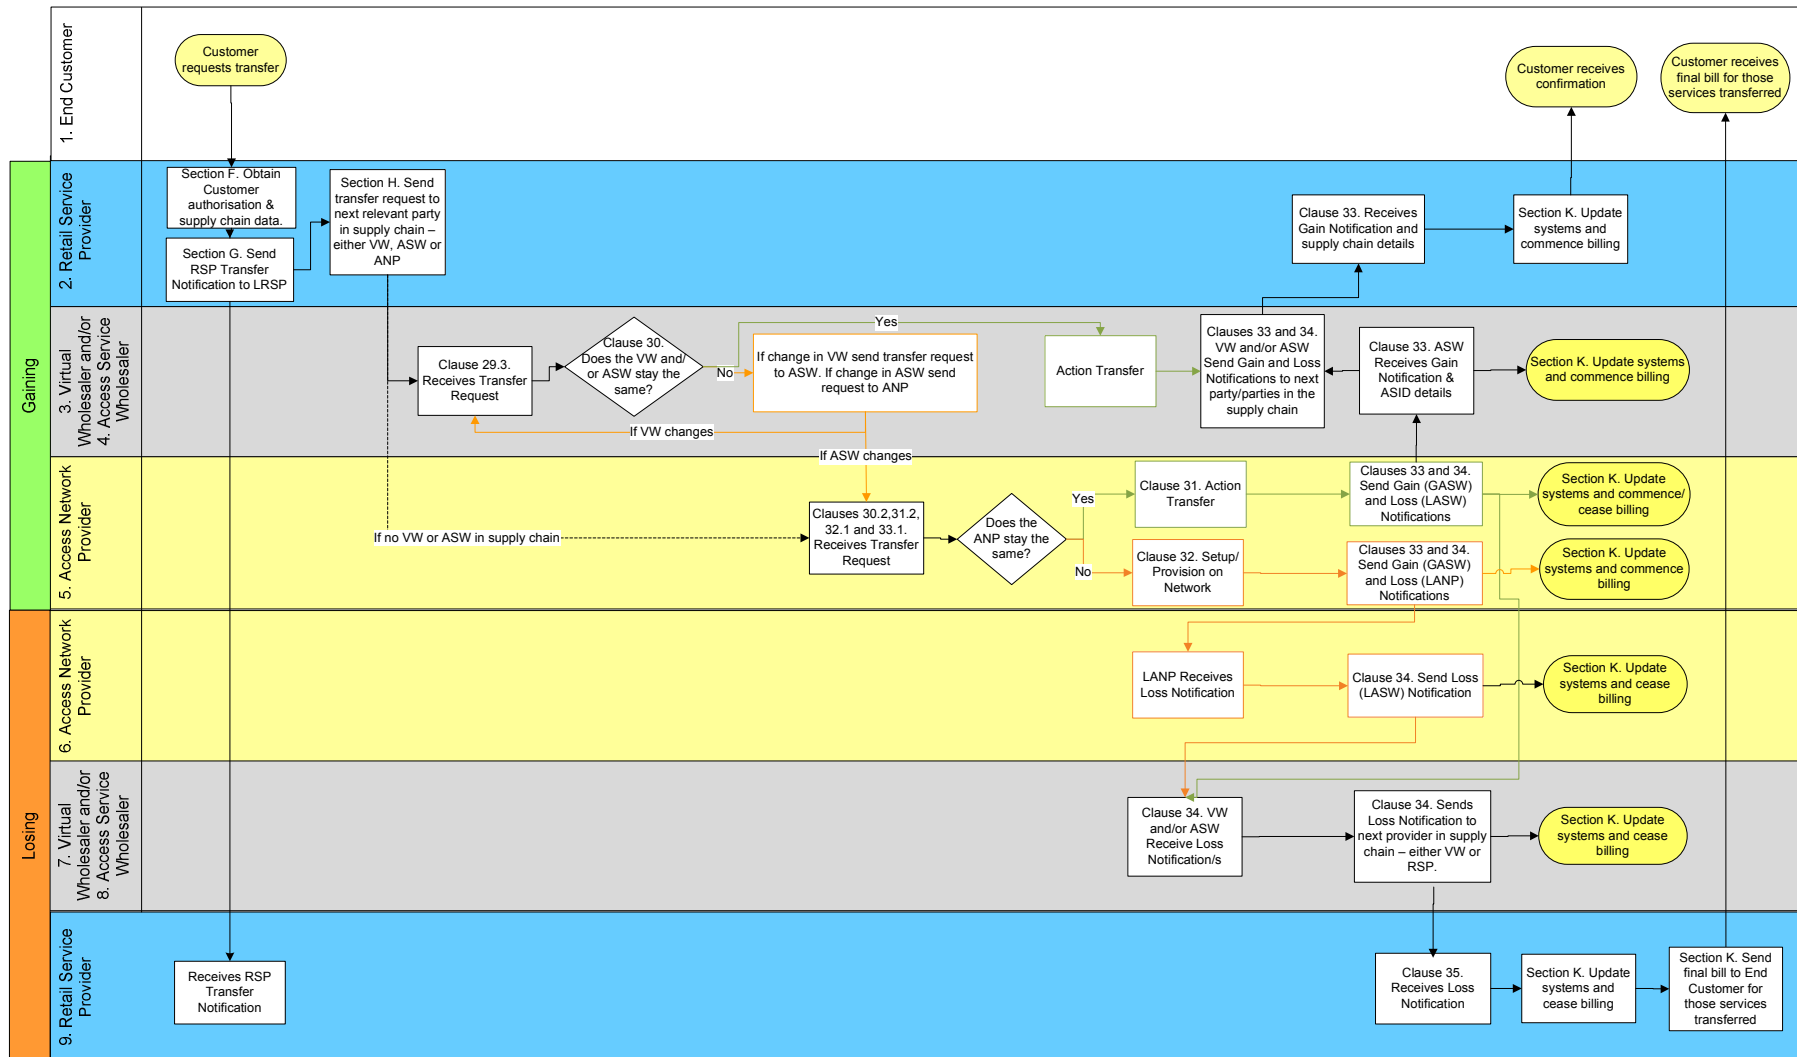 1. End Customer
Customer
requests transfer
Customer receives
confirmation
Customer receives
final bill for those
services transferred
Gaining
2. Retail Service
Provider
Section F. Obtain
Customer
authorisation &
supply chain data.
Section G. Send
RSP Transfer
Notification to LRSP
Section H. Send
transfer request to
next relevant party
in supply chain –
either VW, ASW or
ANP
Clause 33. Receives
Gain Notification and
supply chain details
Section K. Update
systems and
commence billing
3. Virtual
Wholesaler and/or
4. Access Service
Wholesaler
Clause 29.3.
Receives Transfer
Request
Clause 30.
Does the VW and/
or ASW stay the
same?
Yes
No
If change in VW send transfer request
to ASW. If change in ASW send
request to ANP
Action Transfer
Clauses 33 and 34.
VW and/or ASW
Send Gain and Loss
Notifications to next
party/parties in the
supply chain
Clause 33. ASW
Receives Gain
Notification &
ASID details
Section K. Update systems
and commence billing
If VW changes
If ASW changes
5. Access Network
Provider
If no VW or ASW in supply chain
Clauses 30.2,31.2,
32.1 and 33.1.
Receives Transfer
Request
Does the
ANP stay the
same?
Yes
No
Clause 31. Action
Transfer
Clauses 33 and 34.
Send Gain (GASW)
and Loss (LASW)
Notifications
Section K. Update
systems and commence/
cease billing
Clause 32. Setup/
Provision on
Network
Clauses 33 and 34.
Send Gain (GASW)
and Loss (LANP)
Notifications
Section K. Update
systems and commence
billing
Losing
6. Access Network
Provider
LANP Receives
Loss Notification
Clause 34. Send Loss
(LASW) Notification
Section K. Update
systems and cease
billing
7. Virtual
Wholesaler and/or
8. Access Service
Wholesaler
Clause 34. VW
and/or ASW
Receive Loss
Notification/s
Clause 34. Sends
Loss Notification to
next provider in supply
chain – either VW or
RSP.
Section K. Update
systems and cease
billing
9. Retail Service
Provider
Receives RSP
Transfer
Notification
Clause 35.
Receives Loss
Notification
Section K. Update
systems and
cease billing
Section K. Send
final bill to End
Customer for
those services
transferred